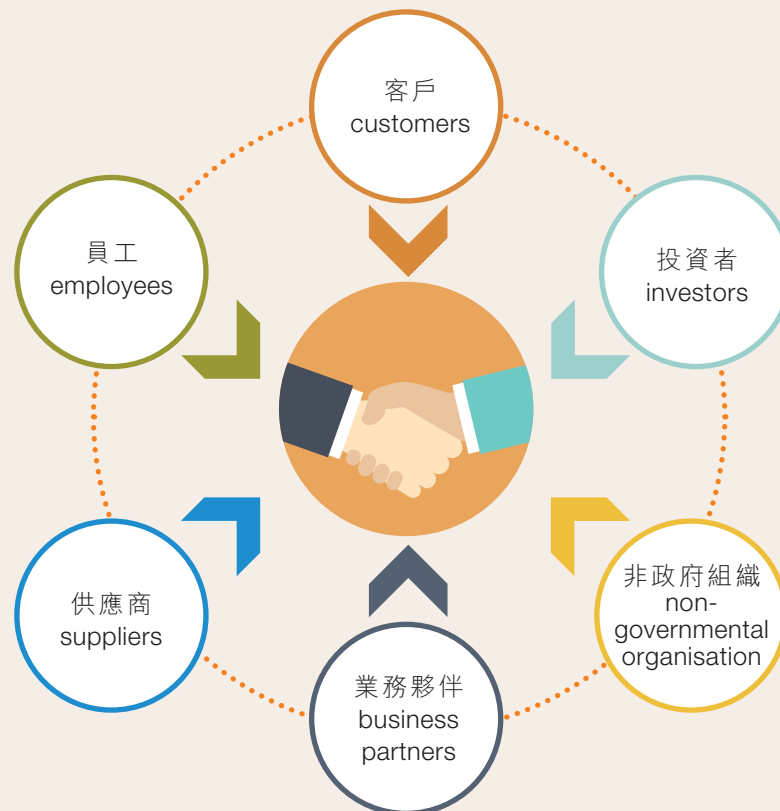 客戶
customers
員工
employees
投資者
investors
供應商
suppliers
非政府組織
non-
governmental
organisation
業務夥伴
business
partners